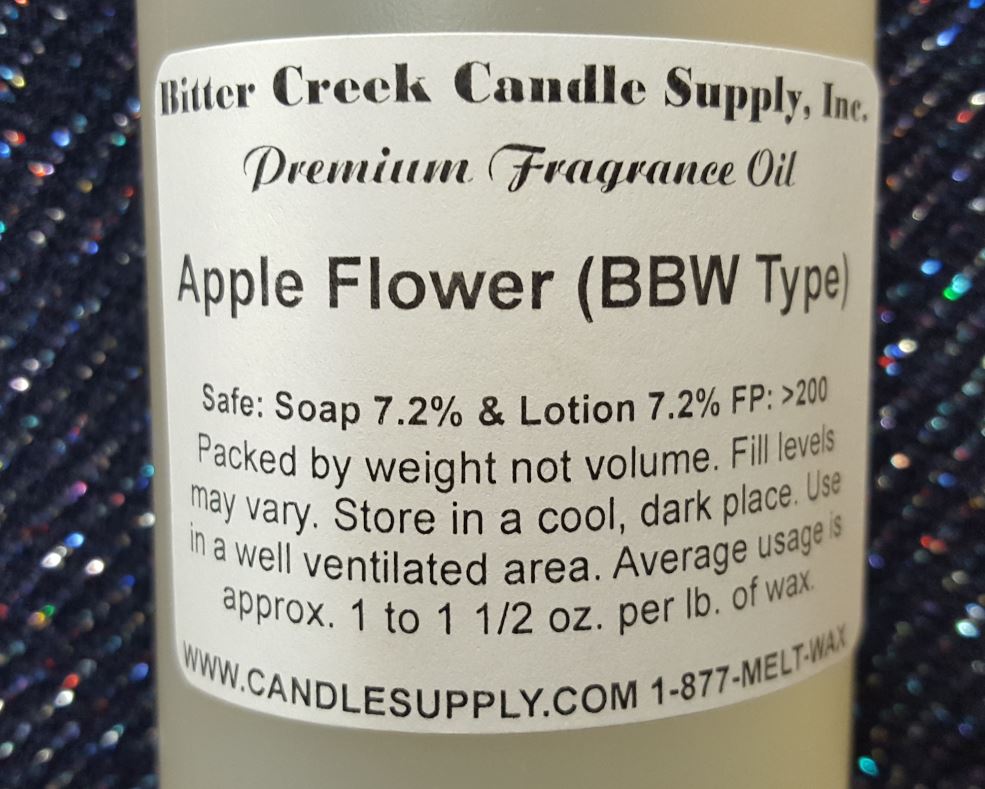 Bitter Creek Candle Supply, Inc.
Premium Fragrance Oil
Apple Flower (BBW Type)
Safe: Soap 7.2% & Lotion 7.2% FP: >200
Packed by weight not volume. Fill levels
may vary. Store in a cool, dark place. Use
in a well ventilated area. Average usage is
approx. 1 to 1 1/2 oz. per lb. of wax.
WWW.CANDLESUPPLY.COM 1-877-MELT-WAX